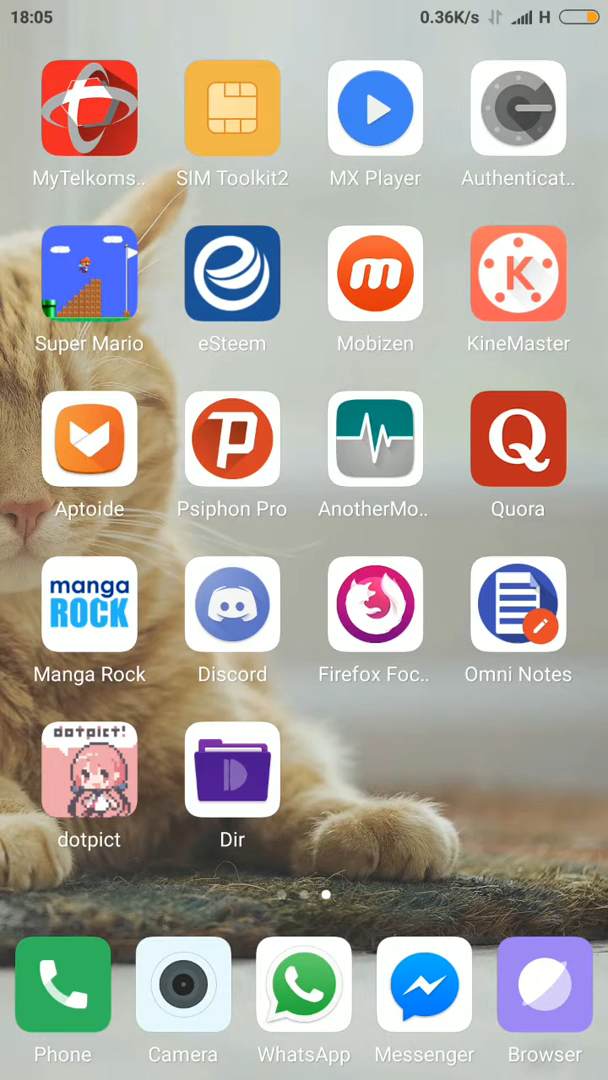 18:05 0.36K/s H
MyTelkoms.. SIM Toolkit2 MX Player Authenticat..
Super Mario eSteem Mobizen KineMaster
Aptoide Psiphon Pro AnotherMo.. Quora
manga
ROCK
Manga Rock Discord Firefox Foc.. Omni Notes
dotpict!
dotpict Dir
Phone Camera WhatsApp Messenger Browser